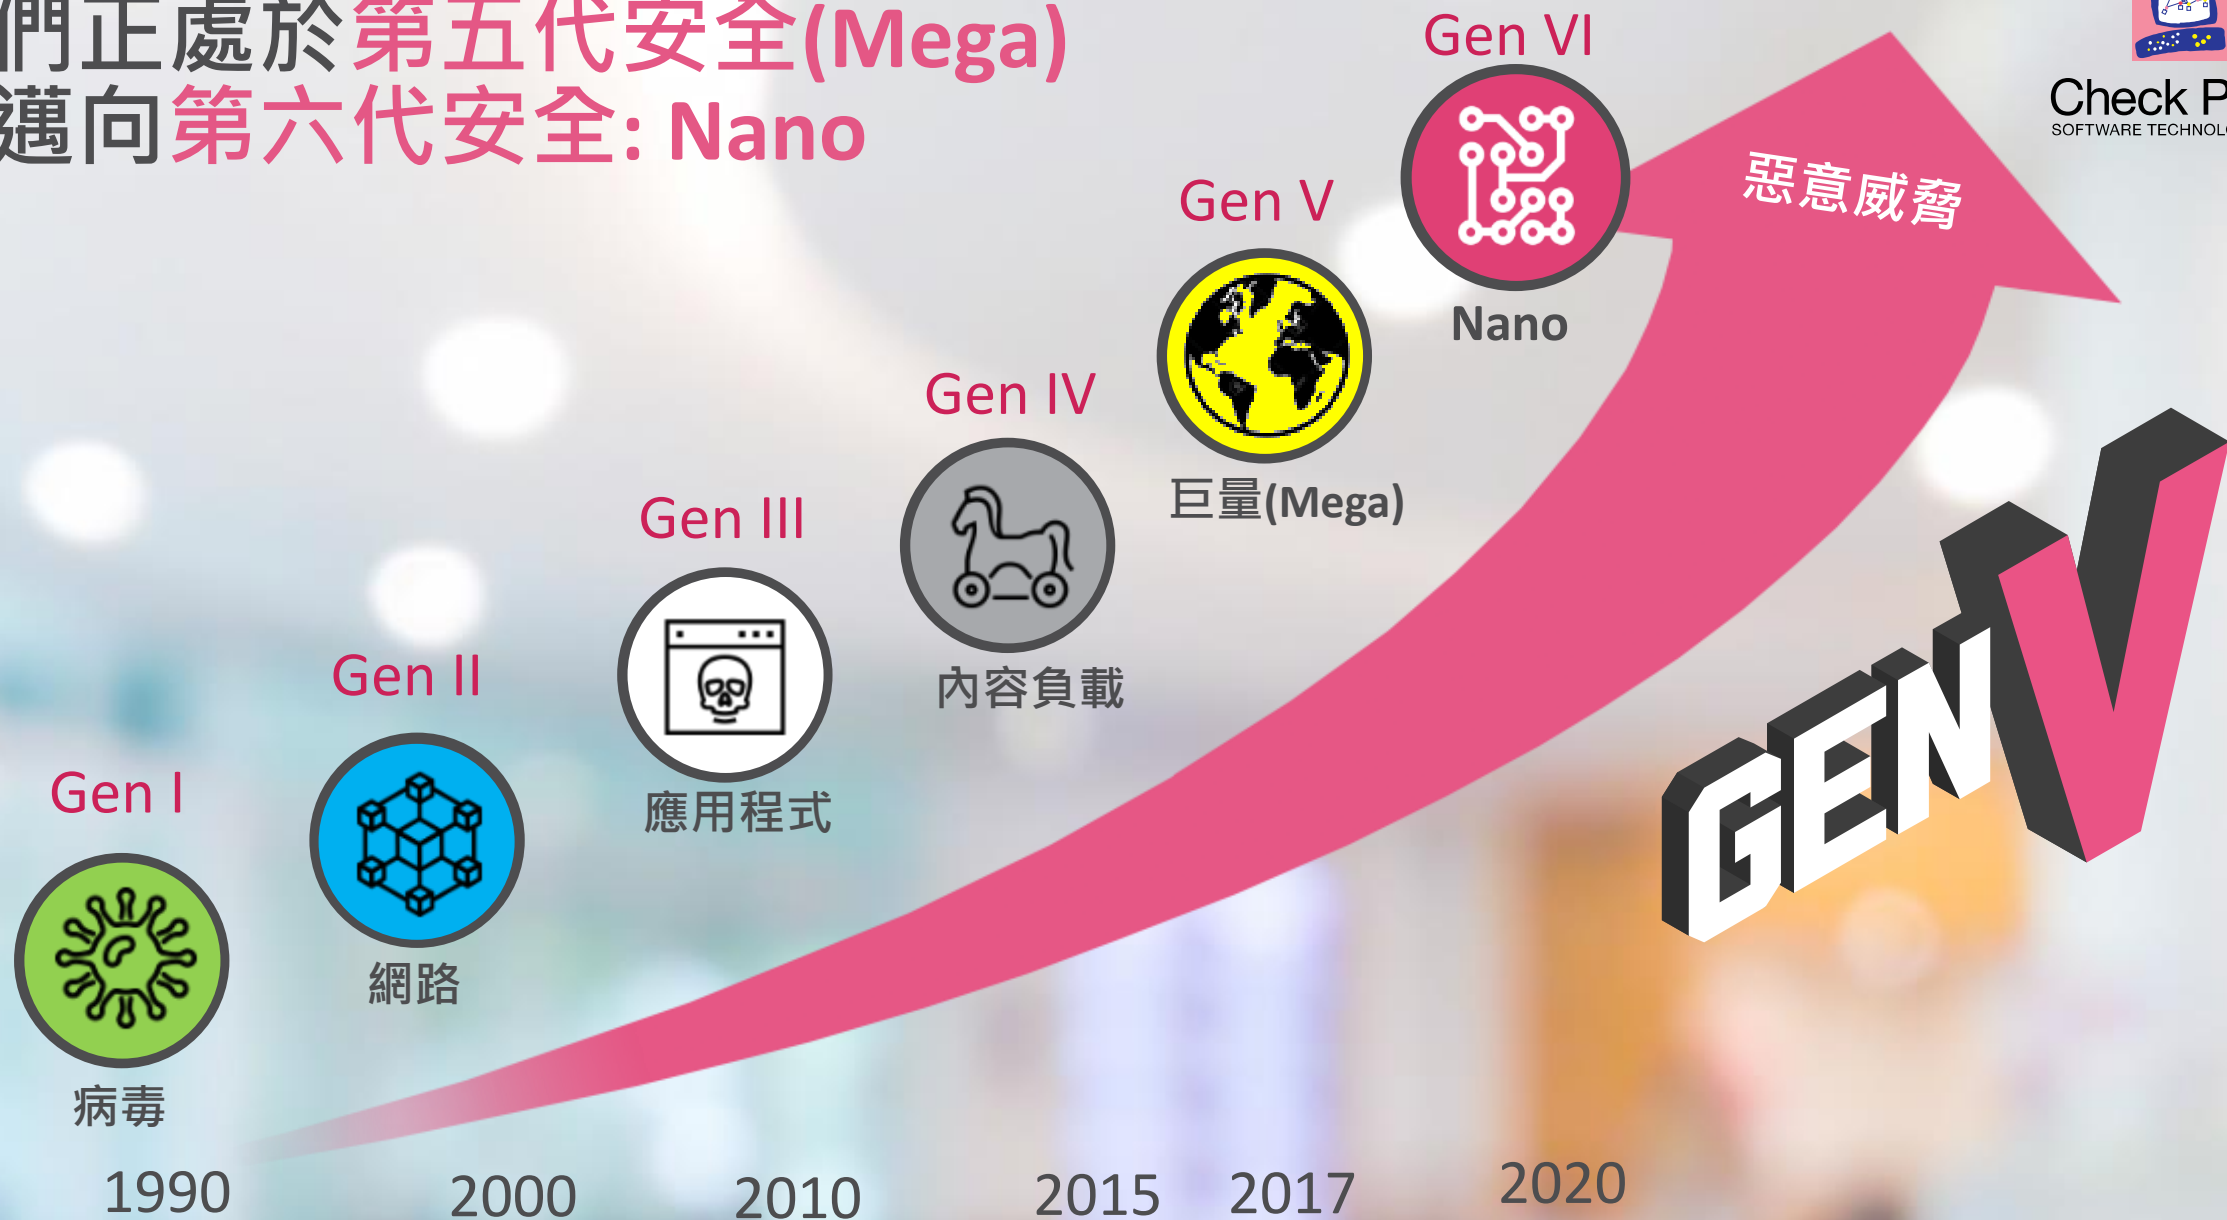 們正處於第五代安全(Mega)
邁向第六代安全: Nano
Check P
SOFTWARE TECHNOLO
惡意威脅
Gen VI
Nano
Gen V
巨量(Mega)
Gen IV
內容負載
Gen III
應用程式
Gen II
網路
Gen I
病毒
GEN V
1990
2000
2010
2015
2017
2020